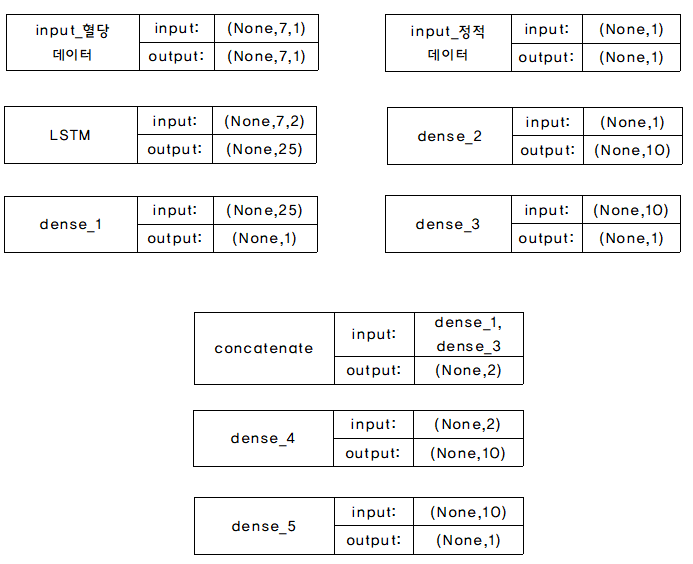 input_혈당
데이터
input: (None,7,1)
output: (None,7,1)
input_정적
데이터
input: (None,1)
output: (None,1)
LSTM
input: (None,7,2)
output: (None,25)
dense_2
input: (None,1)
output: (None,10)
dense_1
input: (None,25)
output: (None,1)
dense_3
input: (None,10)
output: (None,1)
concatenate
input: dense_1,
dense_3
output: (None,2)
dense_4
input: (None,2)
output: (None,10)
dense_5
input: (None,10)
output: (None,1)